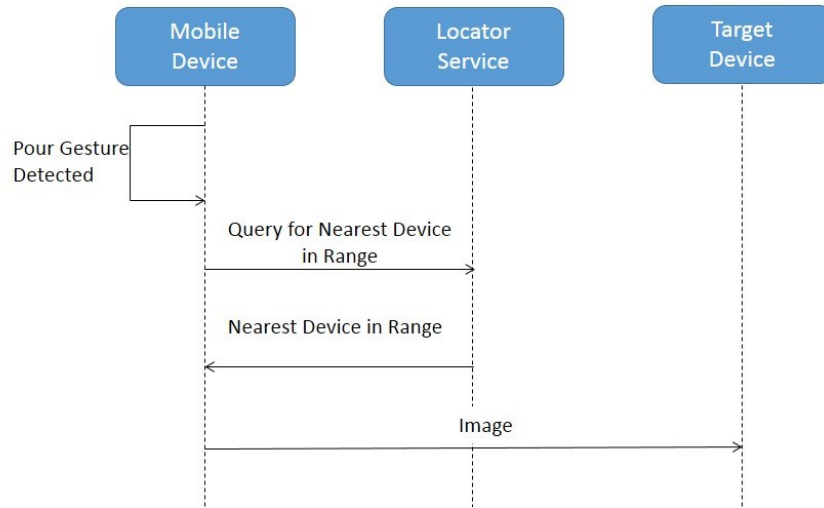 Mobile
Device
Locator
Service
Target
Device
Pour Gesture
Detected
Query for Nearest Device
in Range
Nearest Device in Range
Image